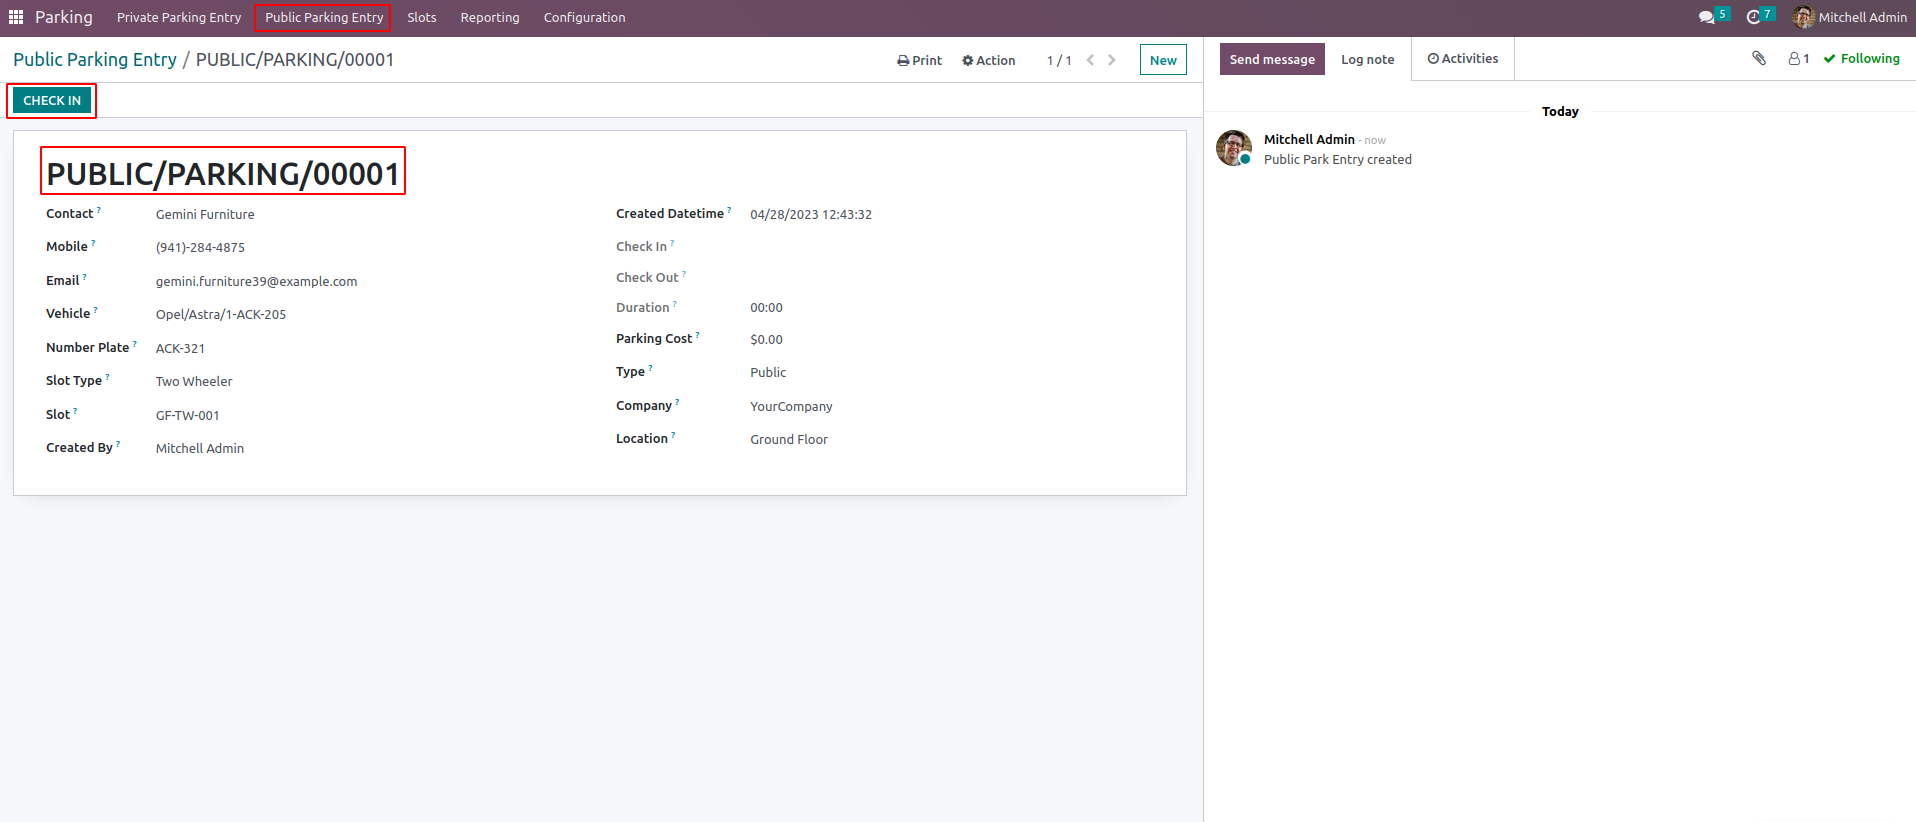 Parking Private Parking Entry Public Parking Entry Slots Reporting Configuration 5 7 Mitchell Admin
Public Parking Entry / PUBLIC/PARKING/00001 Print Action 1 / 1 New
Send message Log note Activities 1 Following
CHECK IN
PUBLIC/PARKING/00001
Contact ? Gemini Furniture
Mobile ? (941)-284-4875
Email ? gemini.furniture39@example.com
Vehicle ? Opel/Astra/1-ACK-205
Number Plate ? ACK-321
Slot Type ? Two Wheeler
Slot ? GF-TW-001
Created By ? Mitchell Admin
Created Datetime ? 04/28/2023 12:43:32
Check In ?
Check Out ?
Duration ? 00:00
Parking Cost ? $0.00
Type ? Public
Company ? YourCompany
Location ? Ground Floor
Today
Mitchell Admin - now
Public Park Entry created